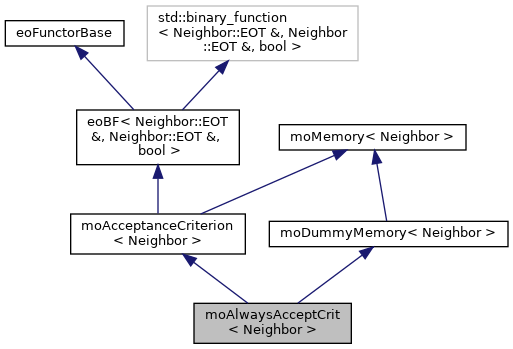 eoFunctorBase
std::binary_function
< Neighbor::EOT &, Neighbor
::EOT &, bool >
eoBF< Neighbor::EOT
&, Neighbor::EOT &,
bool >
moMemory< Neighbor >
moAcceptanceCriterion
< Neighbor >
moDummyMemory< Neighbor >
moAlwaysAcceptCrit
< Neighbor >